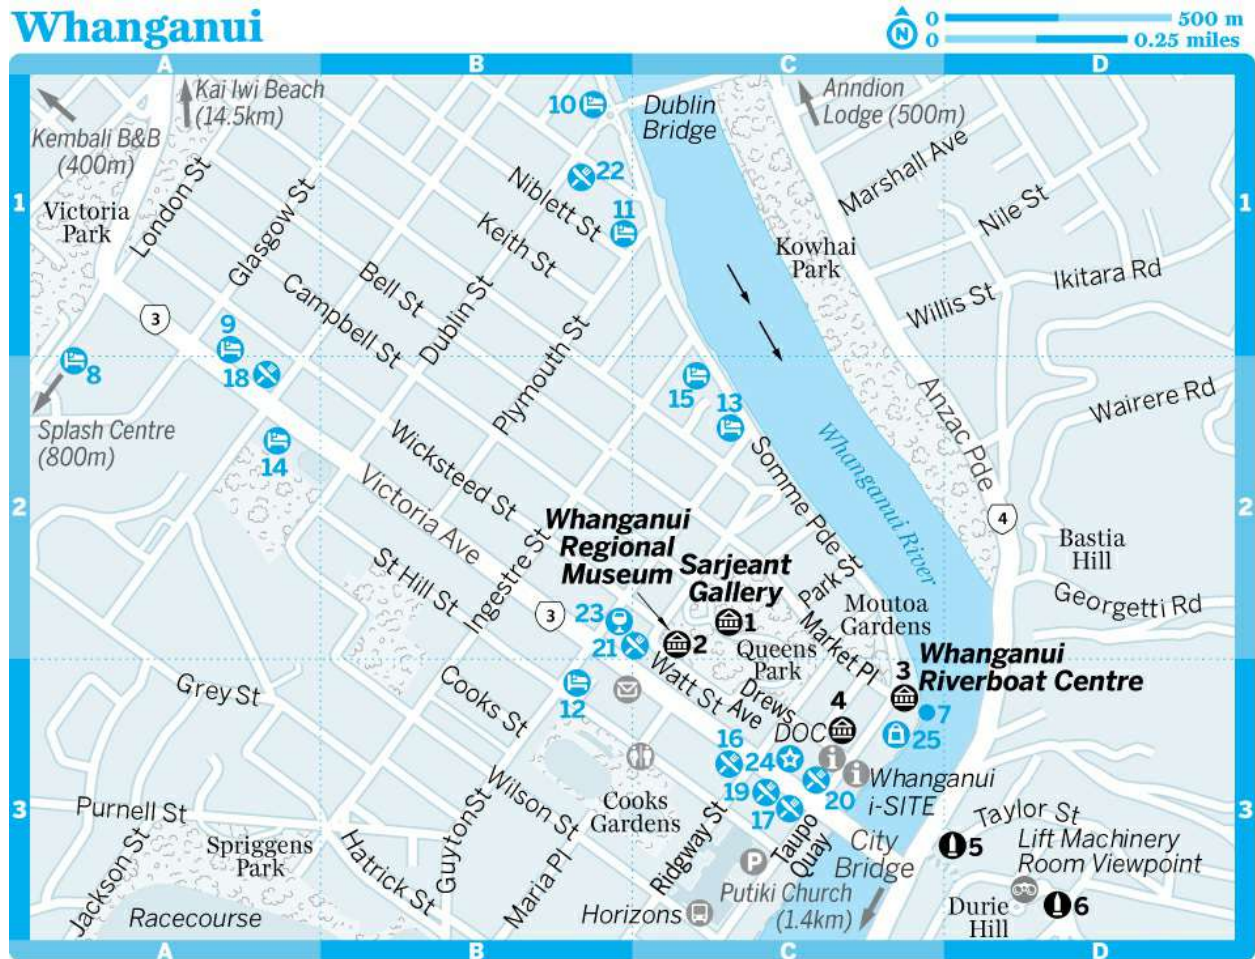 Whanganui
N
0
500 m
0
0.25 miles
A
B
C
D
Kai Iwi Beach
(14.5km)
Kembali B&B
(400m)
10
Dublin
Bridge
Anndion
Lodge (500m)
Marshall Ave
1
1
Victoria
Park
London St
Glasgow St
22
Niblett St
11
Keith St
Nile St
Kowhai
Park
Ikitara Rd
Willis St
Bell St
Campbell St
Dublin St
Plymouth St
3
9
8
18
15
13
Anzac Pde
Wairere Rd
Splash Centre
(800m)
14
Wicksteed St
Victoria Ave
Somme Pde
Whanganui River
2
2
4
Bastia
Hill
Whanganui
Regional
Museum
Sarjeant
Gallery
St Hill St
Ingestre St
Park St
Market Pl
Moutoa
Gardens
Georgetti Rd
3
23
21
1
2
Queens
Park
Whanganui
Riverboat Centre
3
Watt St
Drews
Ave
Grey St
Cooks St
12
4
7
DOC
25
16
24
i
i
Whanganui
i-SITE
19
20
17
3
3
Purnell St
Wilson St
Cooks
Gardens
Taylor St
Jackson St
Spriggens
Park
Hatrick St
Guyton St
Maria Pl
Ridgway St
Taupo
Quay
City
Bridge
5
Lift Machinery
Room Viewpoint
P
Putiki Church
(1.4km)
Racecourse
Horizons
Durie
Hill
6
A
B
C
D